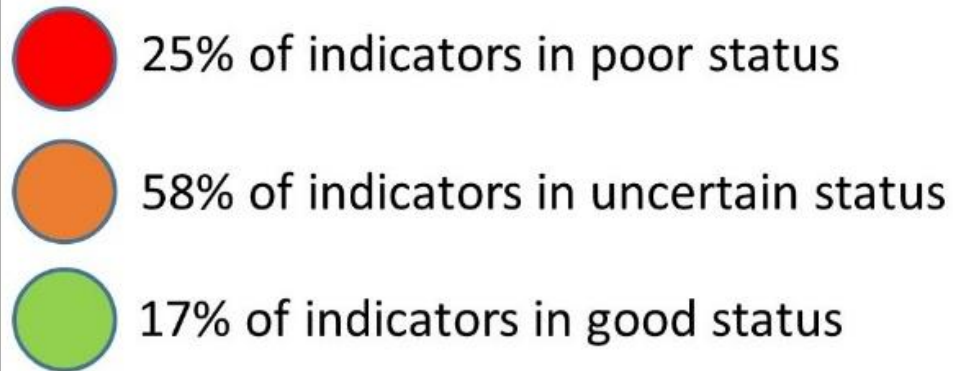 25% of indicators in poor status
58% of indicators in uncertain status
17% of indicators in good status